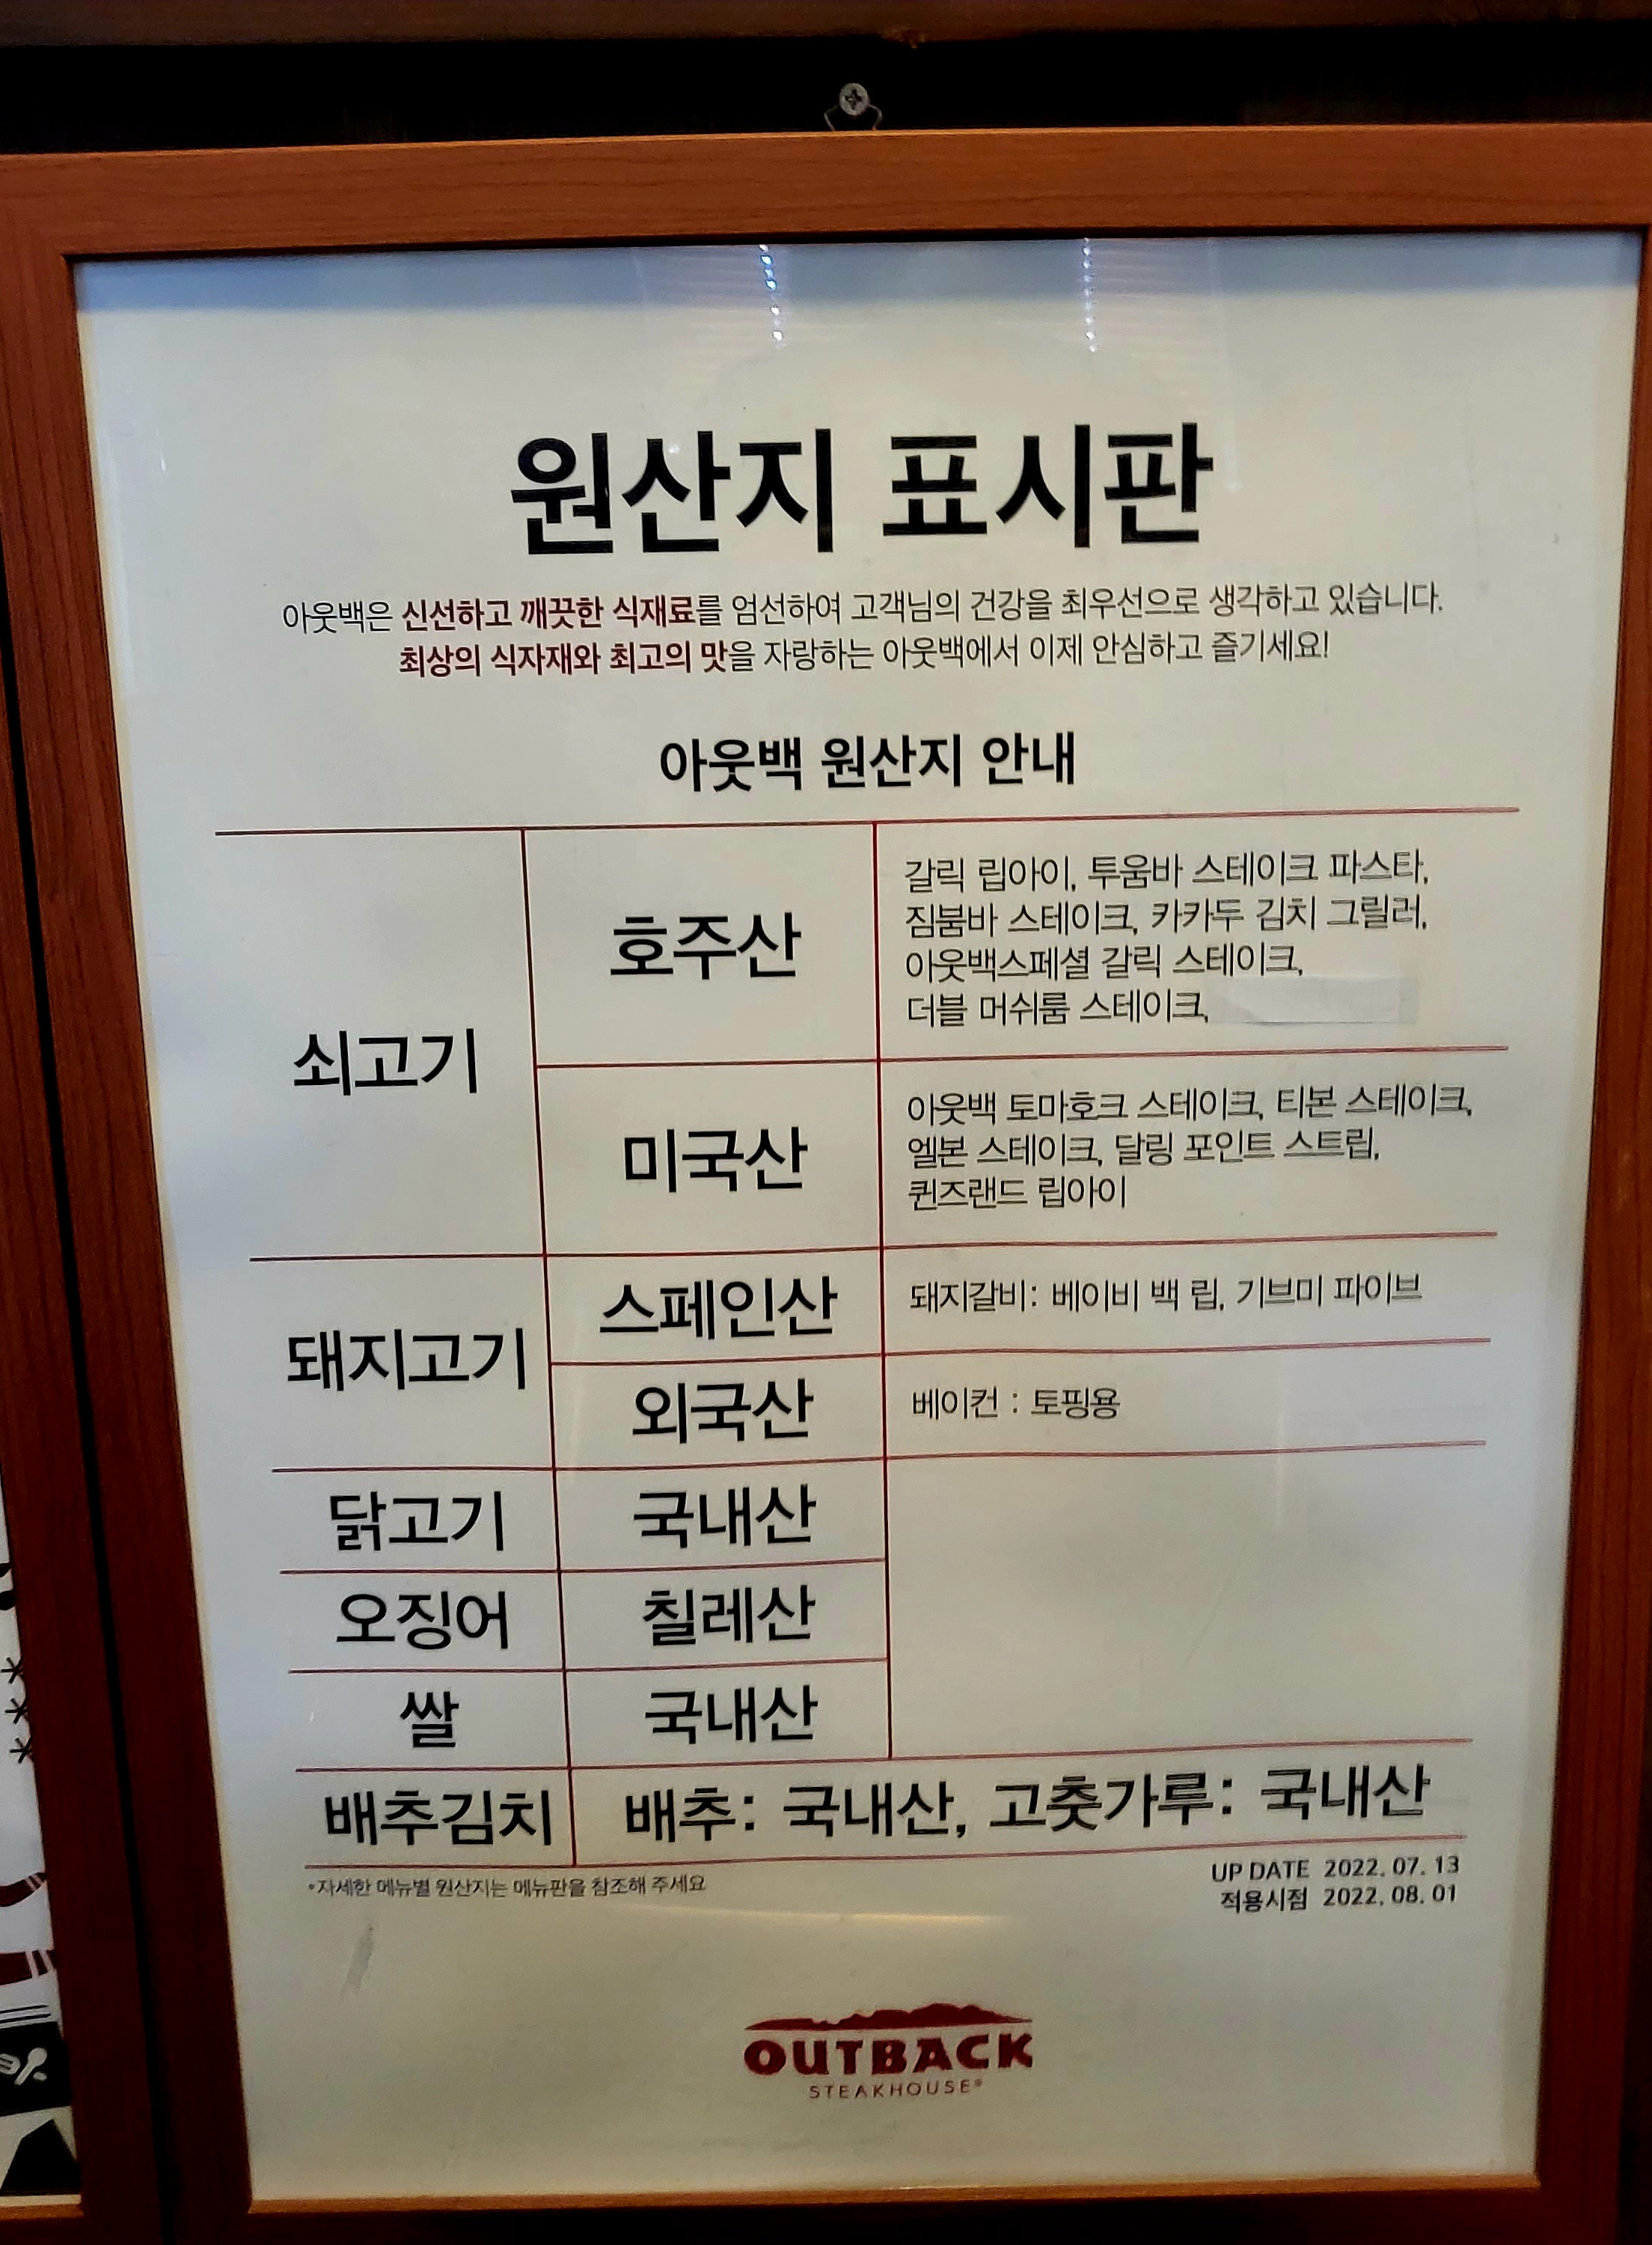 원산지 표시판
아웃백은 신선하고 깨끗한 식재료를 엄선하여 고객님의 건강을 최우선으로 생각하고 있습니다.
최상의 식자재와 최고의 맛을 자랑하는 아웃백에서 이제 안심하고 즐기세요!
아웃백 원산지 안내
쇠고기
호주산
갈릭 립아이, 투움바 스테이크 파스타,
짐붐바 스테이크, 카카두 김치 그릴러,
아웃백스페셜 갈릭 스테이크,
더블 머쉬룸 스테이크,
미국산
아웃백 토마호크 스테이크, 티본 스테이크,
엘본 스테이크, 달링 포인트 스트립,
퀸즈랜드 립아이
돼지고기
스페인산
돼지갈비: 베이비 백 립, 기브미 파이브
외국산
베이컨 : 토핑용
닭고기 국내산
오징어 칠레산
쌀 국내산
배추김치 배추: 국내산, 고춧가루: 국내산
*자세한 메뉴별 원산지는 메뉴판을 참조해 주세요
UP DATE 2022. 07. 13
적용시점 2022. 08. 01
OUTBACK
STEAKHOUSE®